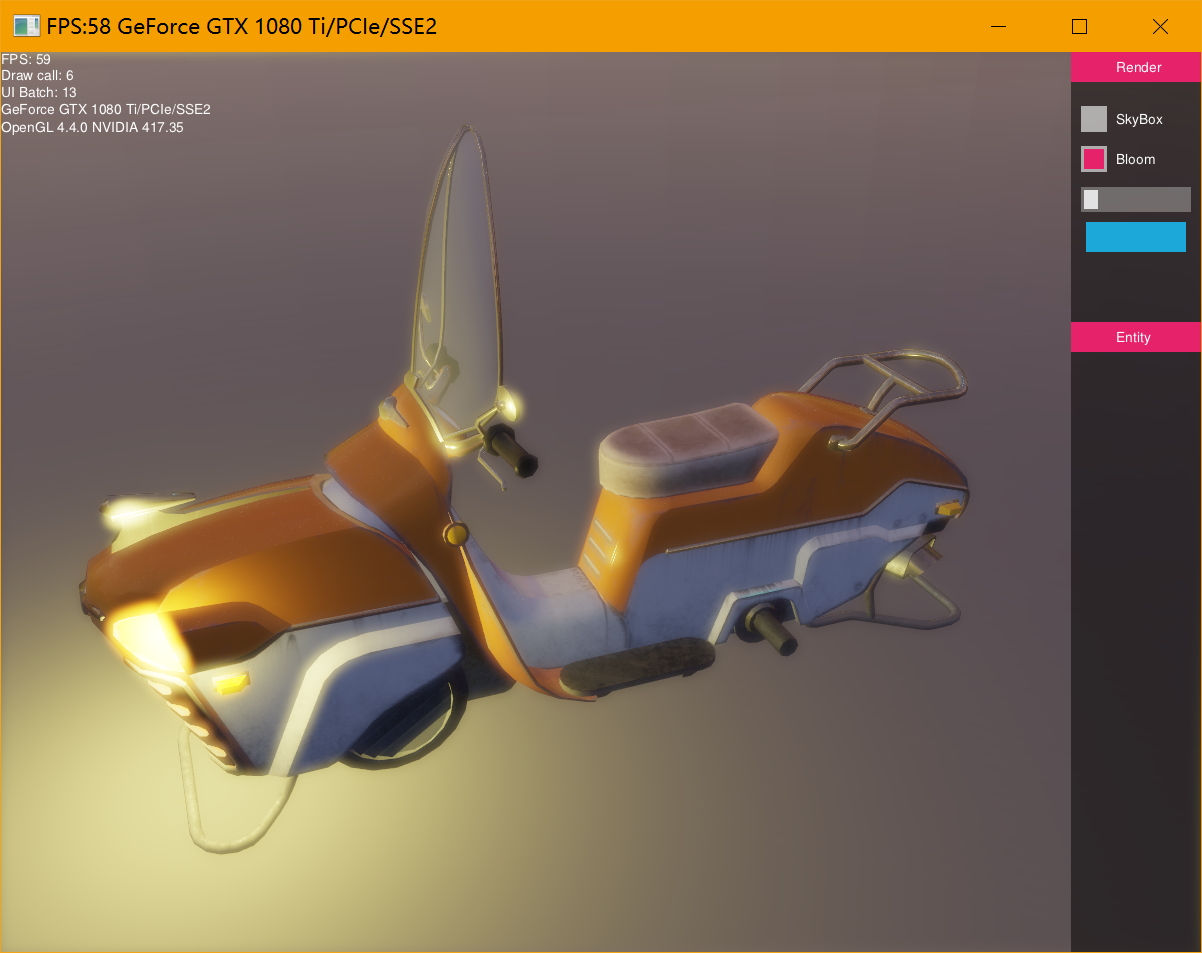 FPS:58 GeForce GTX 1080 Ti/PCIe/SSE2
FPS: 59
Draw call: 6
UI Batch: 13
GeForce GTX 1080 Ti/PCIe/SSE2
OpenGL 4.4.0 NVIDIA 417.35
Render
SkyBox
Bloom
Entity